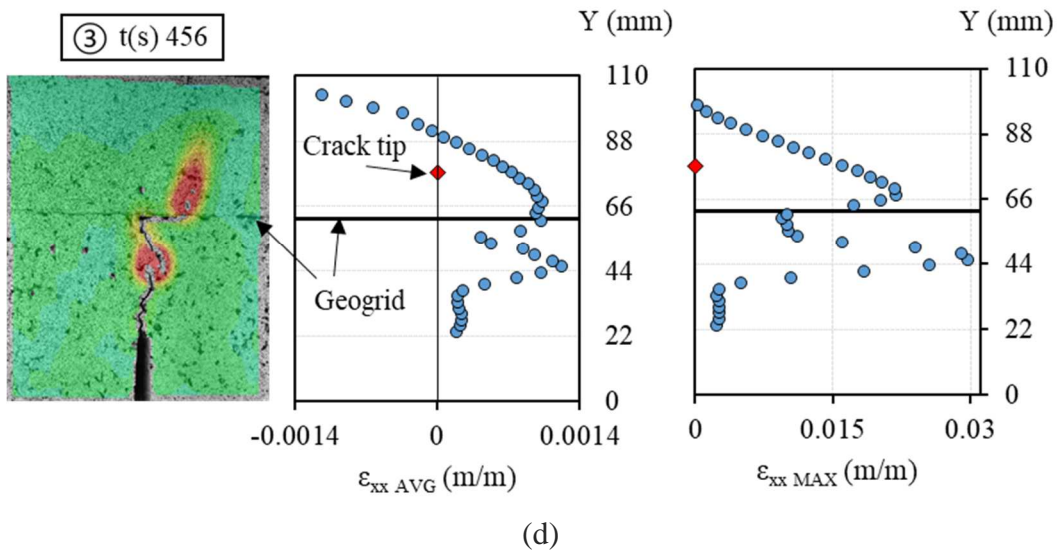 ③ t(s) 456
Y (mm)
110
88
66
44
22
0
Crack tip
Geogrid
-0.0014
0
0.0014
εxx AVG (m/m)
Y (mm)
110
88
66
44
22
0
0
0.015
0.03
εxx MAX (m/m)
(d)